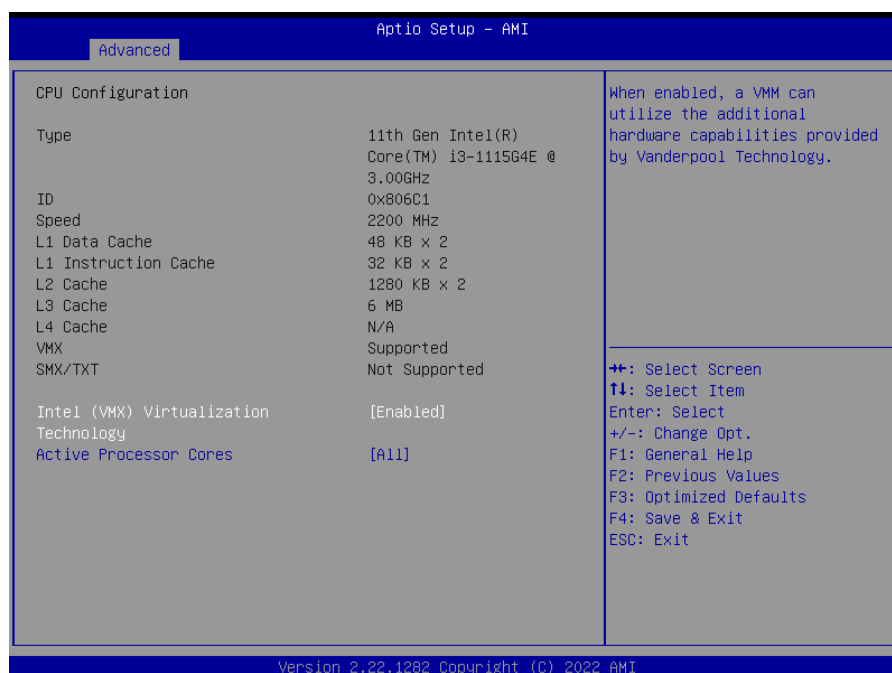 Aptio Setup - AMI
Advanced
CPU Configuration
Type 11th Gen Intel(R)
Core(TM) i3-1115G4E @
3.00GHz
ID 0x806C1
Speed 2200 MHz
L1 Data Cache 48 KB x 2
L1 Instruction Cache 32 KB x 2
L2 Cache 1280 KB x 2
L3 Cache 6 MB
L4 Cache N/A
VMX Supported
SMX/TXT Not Supported
Intel (VMX) Virtualization [Enabled]
Technology
Active Processor Cores [All]
When enabled, a VMM can
utilize the additional
hardware capabilities provided
by Vanderpool Technology.
→←: Select Screen
↑↓: Select Item
Enter: Select
+/-: Change Opt.
F1: General Help
F2: Previous Values
F3: Optimized Defaults
F4: Save & Exit
ESC: Exit
Version 2.22.1282 Copyright (C) 2022 AMI